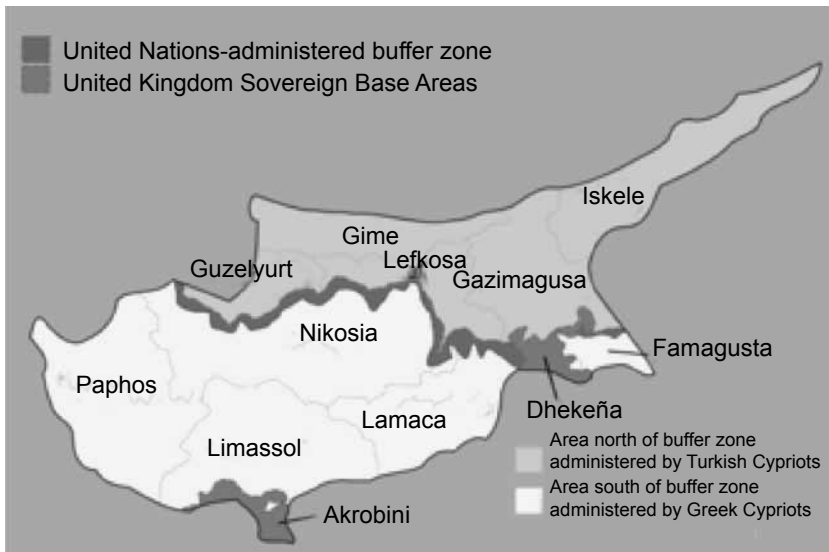 United Nations-administered buffer zone
United Kingdom Sovereign Base Areas
Iskele
Gime
Lefkosa
Guzelyurt
Gazimagusa
Nikosia
Famagusta
Paphos
Dhekeña
Lamaca
Limassol
Area north of buffer zone
administered by Turkish Cypriots
Area south of buffer zone
administered by Greek Cypriots
Akrobini